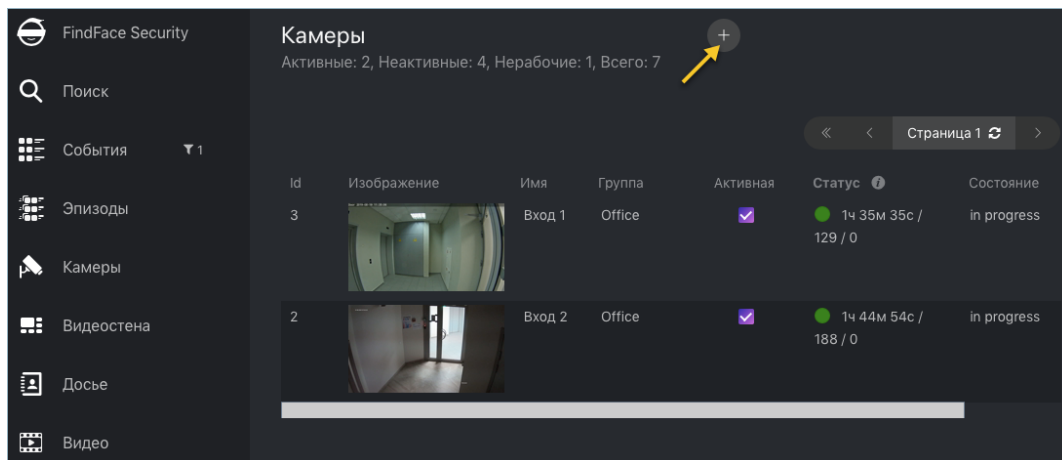 FindFace Security
Поиск
События 1
Эпизоды
Камеры
Видеостена
Досье
Видео
Камеры
Активные: 2, Неактивные: 4, Нерабочие: 1, Всего: 7
Страница 1
Id Изображение Имя Группа Активная Статус Состояние
3 Вход 1 Office 1ч 35м 35с / in progress
129 / 0
2 Вход 2 Office 1ч 44м 54с / in progress
188 / 0